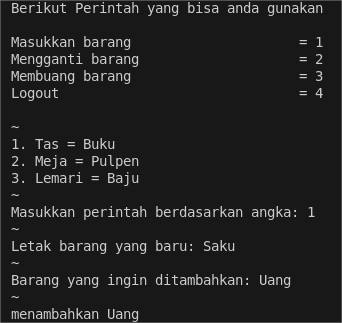 Berikut Perintah yang bisa anda gunakan
Masukkan barang = 1
Mengganti barang = 2
Membuang barang = 3
Logout = 4
~
1. Tas = Buku
2. Meja = Pulpen
3. Lemari = Baju
~
Masukkan perintah berdasarkan angka: 1
~
Letak barang yang baru: Saku
~
Barang yang ingin ditambahkan: Uang
~
menambahkan Uang